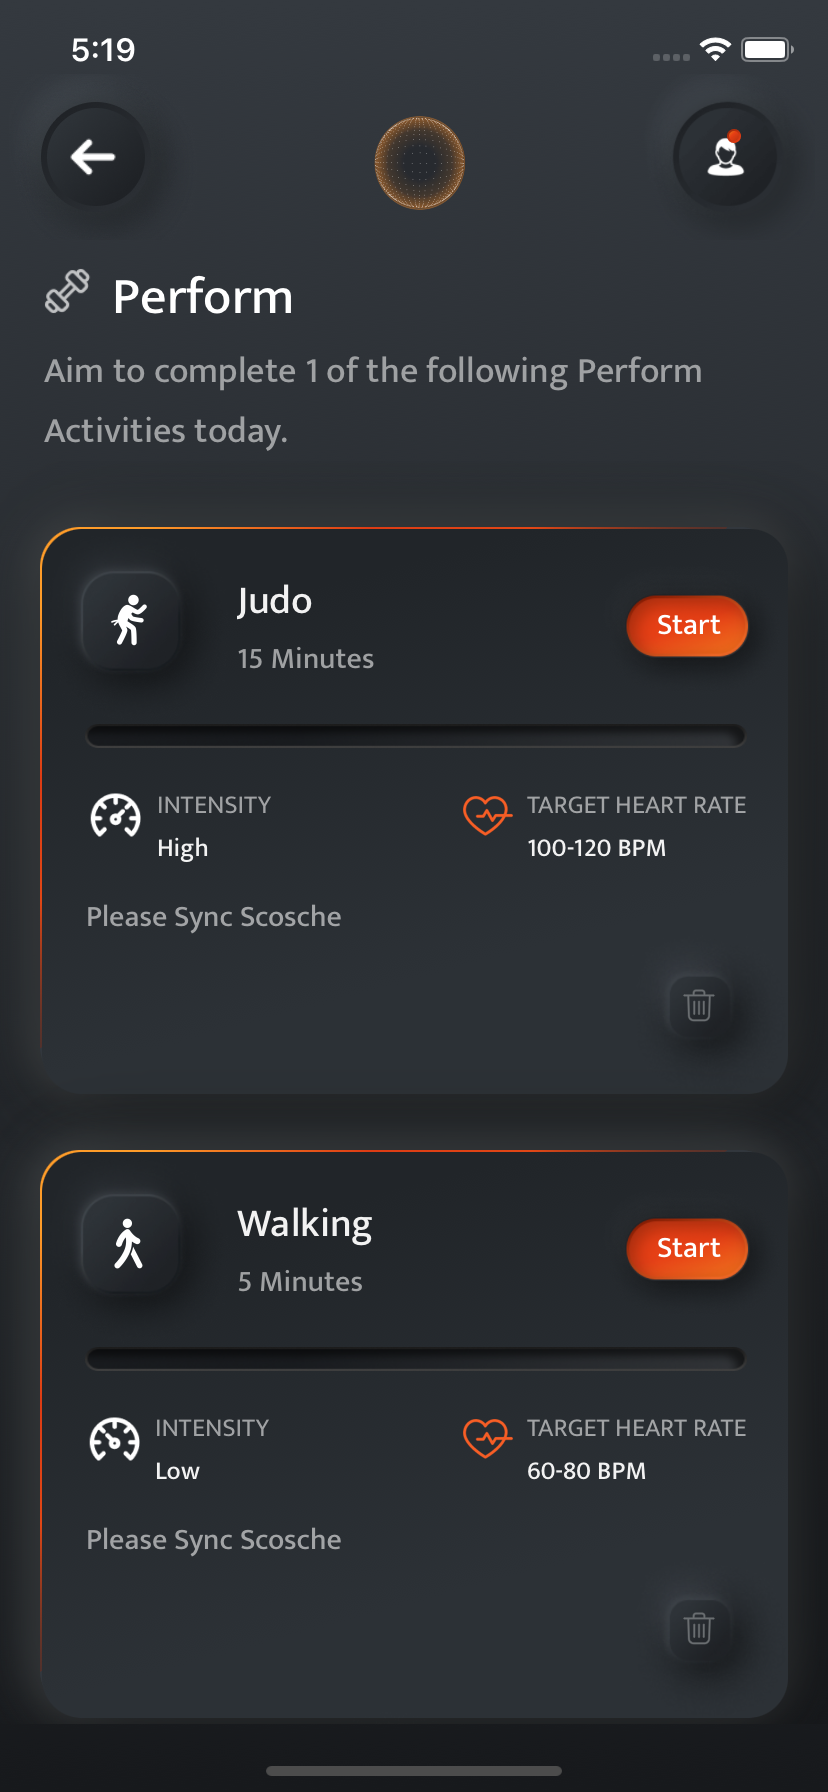 5:19
Perform
Aim to complete 1 of the following Perform
Activities today.
Judo
15 Minutes
Start
INTENSITY
High
TARGET HEART RATE
100-120 BPM
Please Sync Scosche
Walking
5 Minutes
Start
INTENSITY
Low
TARGET HEART RATE
60-80 BPM
Please Sync Scosche